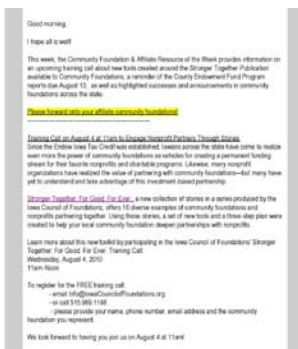 Good morning,
I hope all is well!
This week, the Community Foundation & Affiliate Resource of the Week provides information on
an upcoming training call about new tools created around the Stronger Together Publication
available to Community Foundations, a reminder of the County Endowment Fund Program
reports due August 13, as well as highlighted successes and announcements in community
foundations across the state.
Please forward onto your affiliate community foundations!
Training Call on August 4 at 11am to Engage Nonprofit Partners Through Stories
Since the Endow Iowa Tax Credit was established, Iowans across the state have come to realize
even more the power of community foundations as vehicles for creating a permanent funding
stream for their favorite nonprofits and charitable programs. Likewise, many nonprofit
organizations have realized the value of partnering with community foundations—but many have
yet to understand and take advantage of this investment-based partnership.
Stronger Together: For Good. For Ever., a new collection of stories in a series produced by the
Iowa Council of Foundations, offers 16 diverse examples of community foundations and
nonprofits partnering together. Using these stories, a set of new tools and a three-step plan were
created to help your local community foundation deepen partnerships with nonprofits.
Learn more about this new toolkit by participating in the Iowa Council of Foundations' Stronger
Together: For Good. For Ever. Training Call:
Wednesday, August 4, 2010
11am-Noon
To register for the FREE training call:
- email Info@IowaCouncilofFoundations.org
- or call 515.989.1188
- please provide your name, phone number, email address and the community
foundation you represent.
We look forward to having you join us on August 4 at 11am!